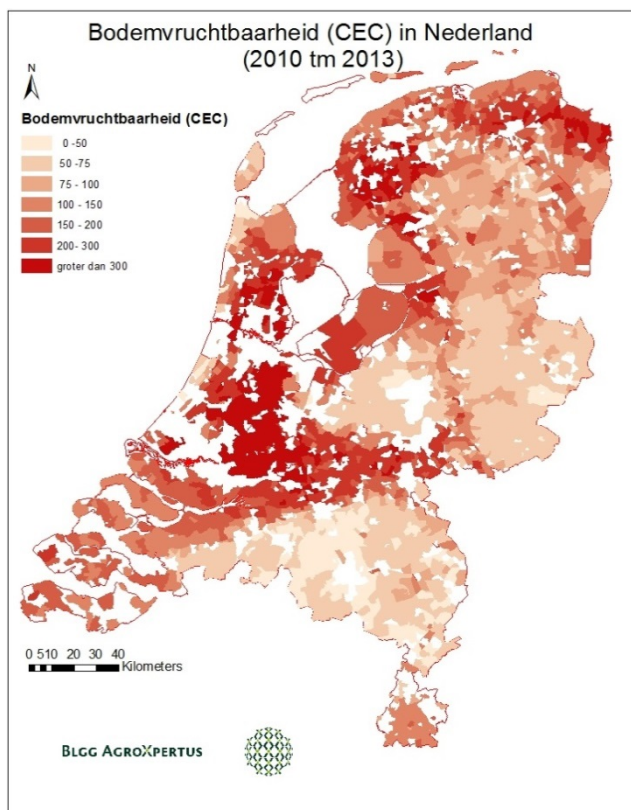 Bodemvruchtbaarheid (CEC) in Nederland
(2010 tm 2013)
N
Bodemvruchtbaarheid (CEC)
0 -50
50 -75
75 - 100
100 - 150
150 - 200
200- 300
groter dan 300
0 510 20 30 40
Kilometers
BLGG AGROXPERTUS